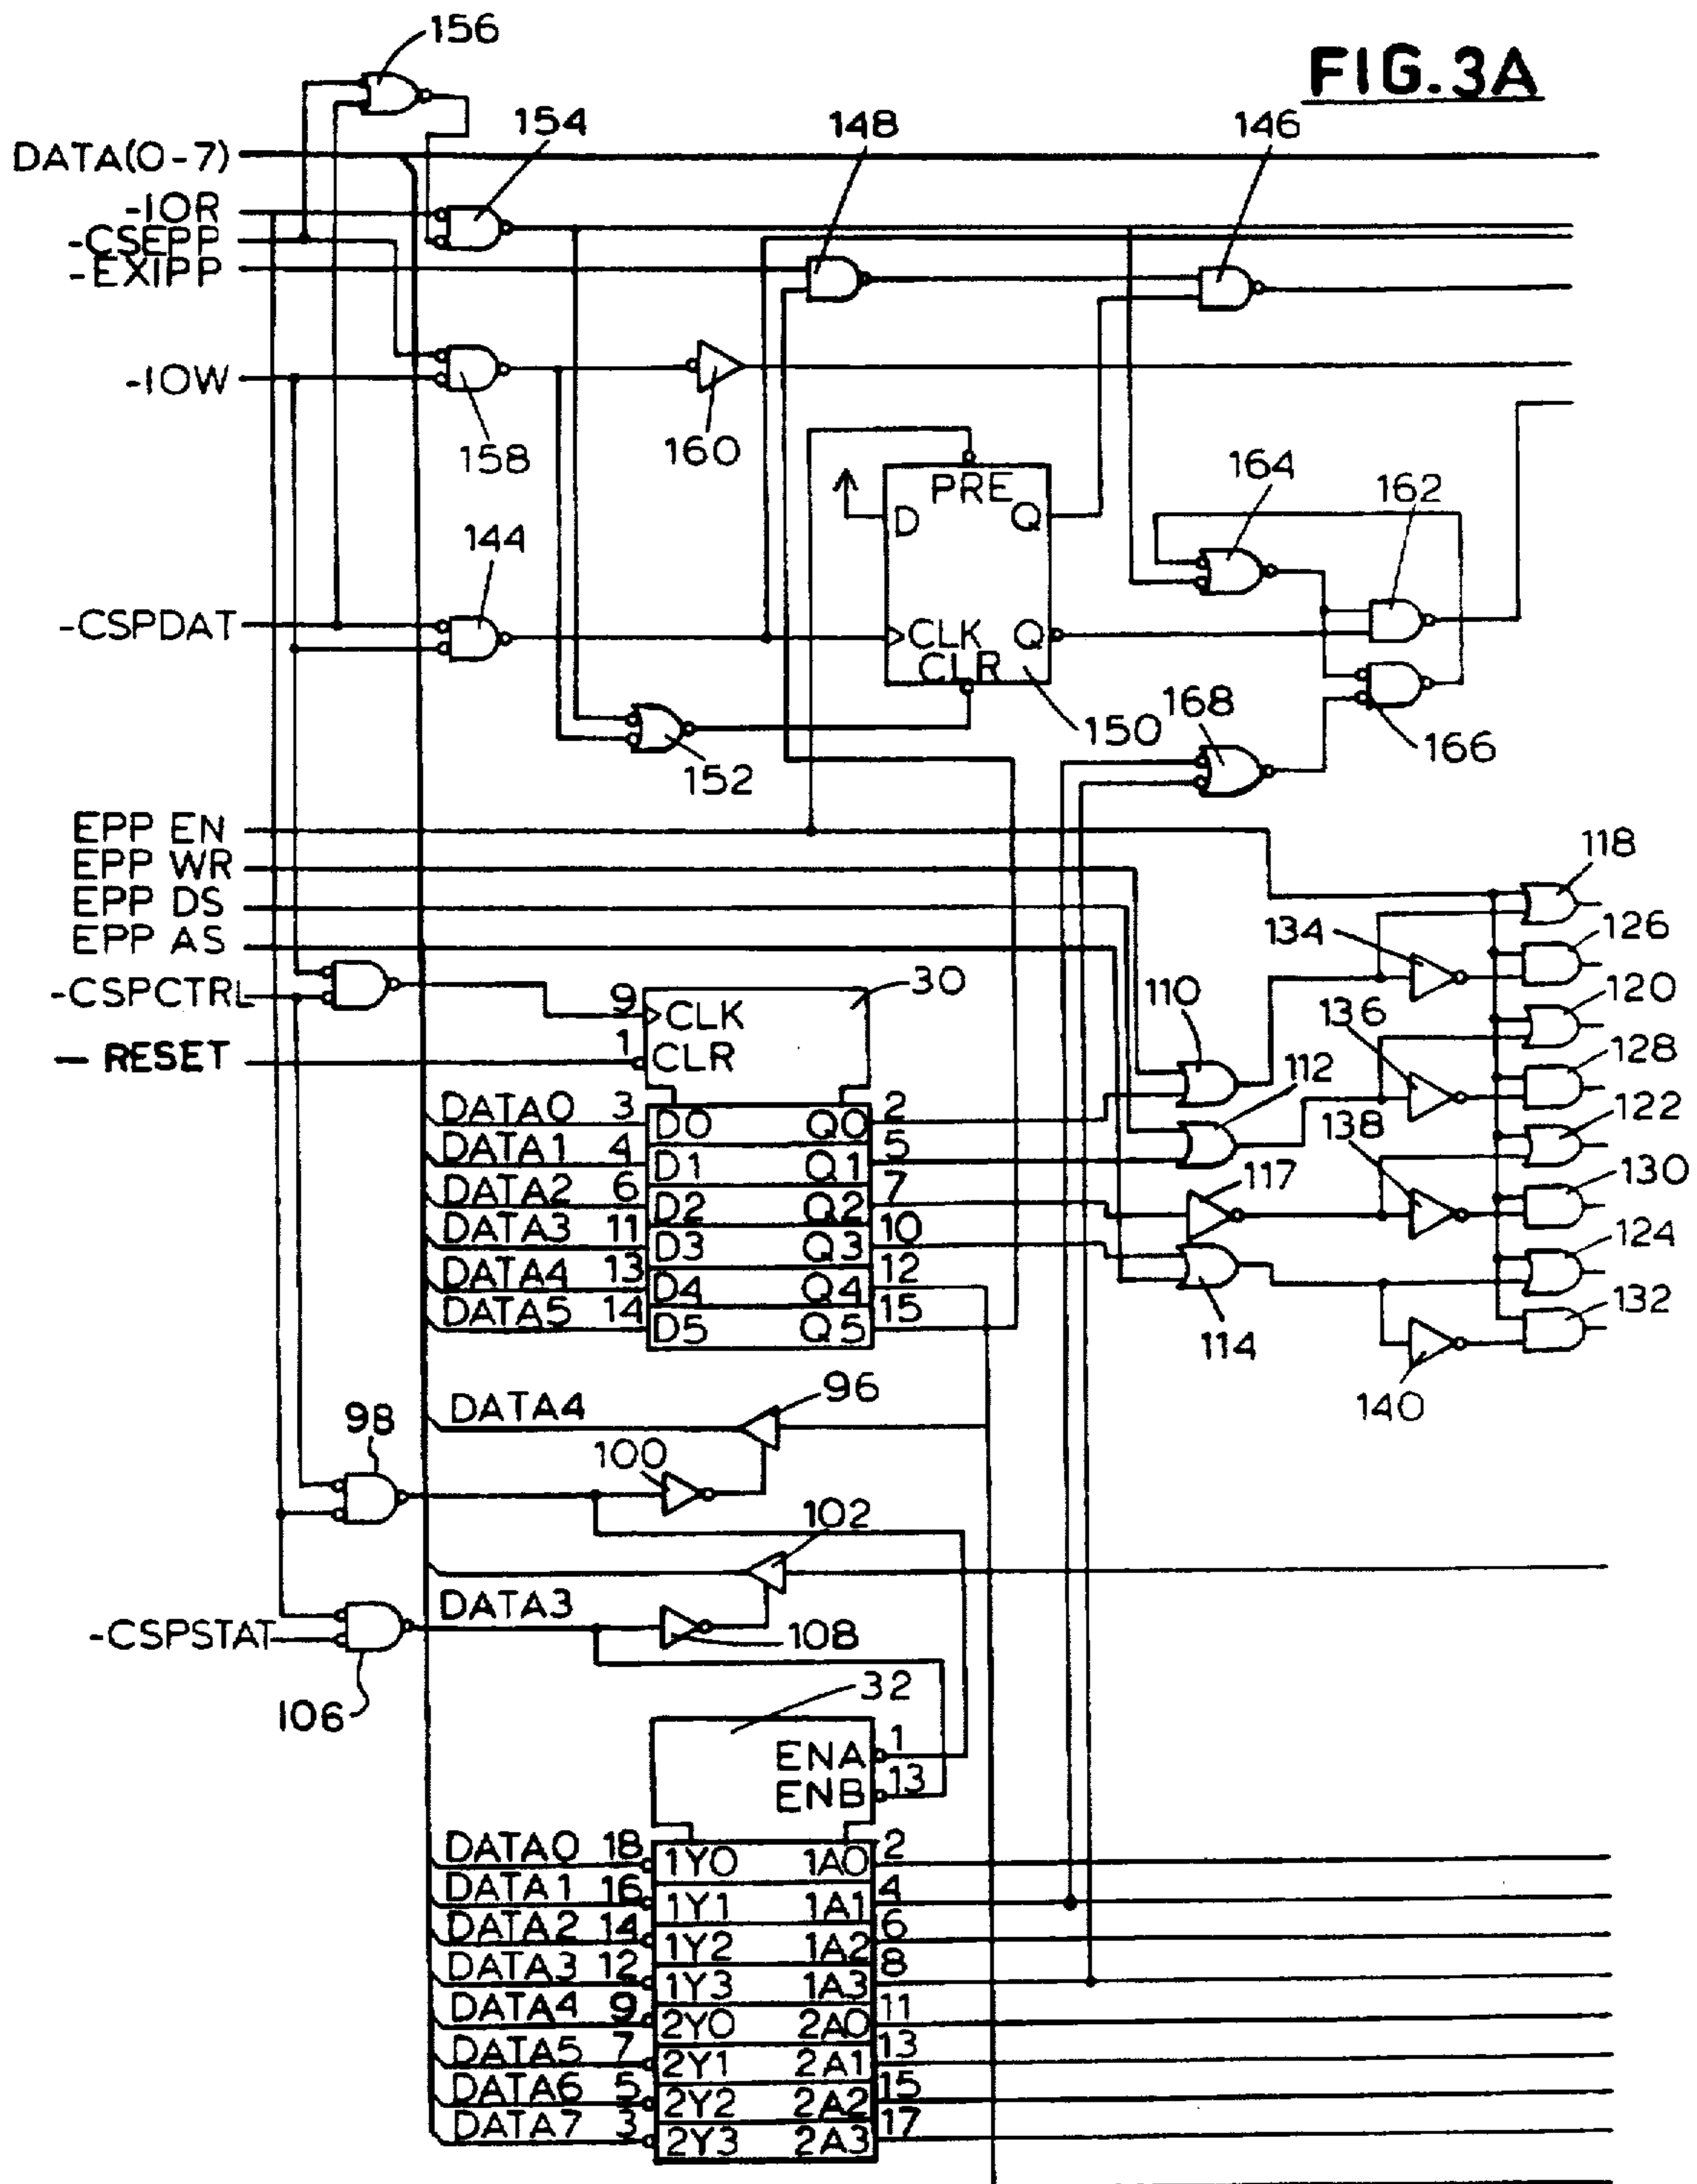 156
FIG.3A
154
148
146
DATA(0-7)
-IOR
-CSEPP
-EXIPP
-IOW
158
160
PRE
D
Q
164
162
144
-CSPDAT
CLK
Q
CLR
150
168
166
152
EPP EN
EPP WR
EPP DS
EPP AS
118
134
126
-CSPCTRL
9
CLK
30
110
136
120
- RESET
1
CLR
112
128
DATA0 3 D0 Q0 2
122
DATA1 4 D1 Q1 5
138
DATA2 6 D2 Q2 7
117
130
DATA3 11 D3 Q3 10
124
DATA4 13 D4 Q4 12
132
DATA5 14 D5 Q5 15
114
140
96
DATA4
98
100
102
DATA3
-CSPSTAT
108
106
32
ENA 1
ENB 13
DATA0 18 1Y0 1A0 2
DATA1 16 1Y1 1A1 4
DATA2 14 1Y2 1A2 6
DATA3 12 1Y3 1A3 8
DATA4 9 2Y0 2A0 11
DATA5 7 2Y1 2A1 13
DATA6 5 2Y2 2A2 15
DATA7 3 2Y3 2A3 17